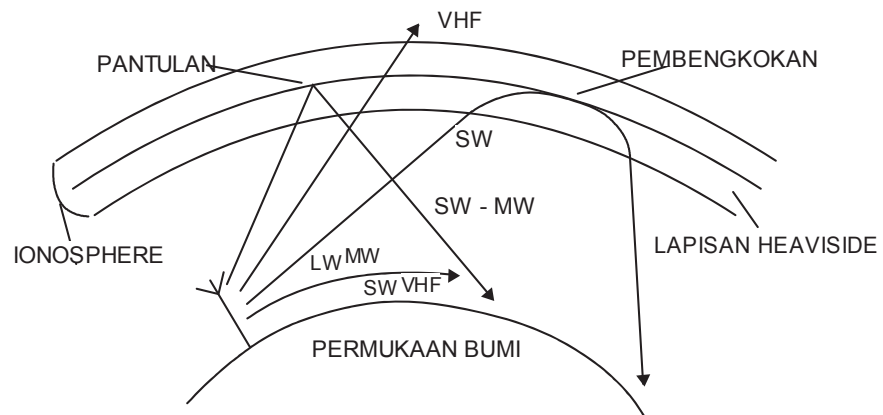 VHF
PANTULAN
PEMBENGKOKAN
SW
SW - MW
IONOSPHERE
LAPISAN HEAVISIDE
LW MW
SW VHF
PERMUKAAN BUMI